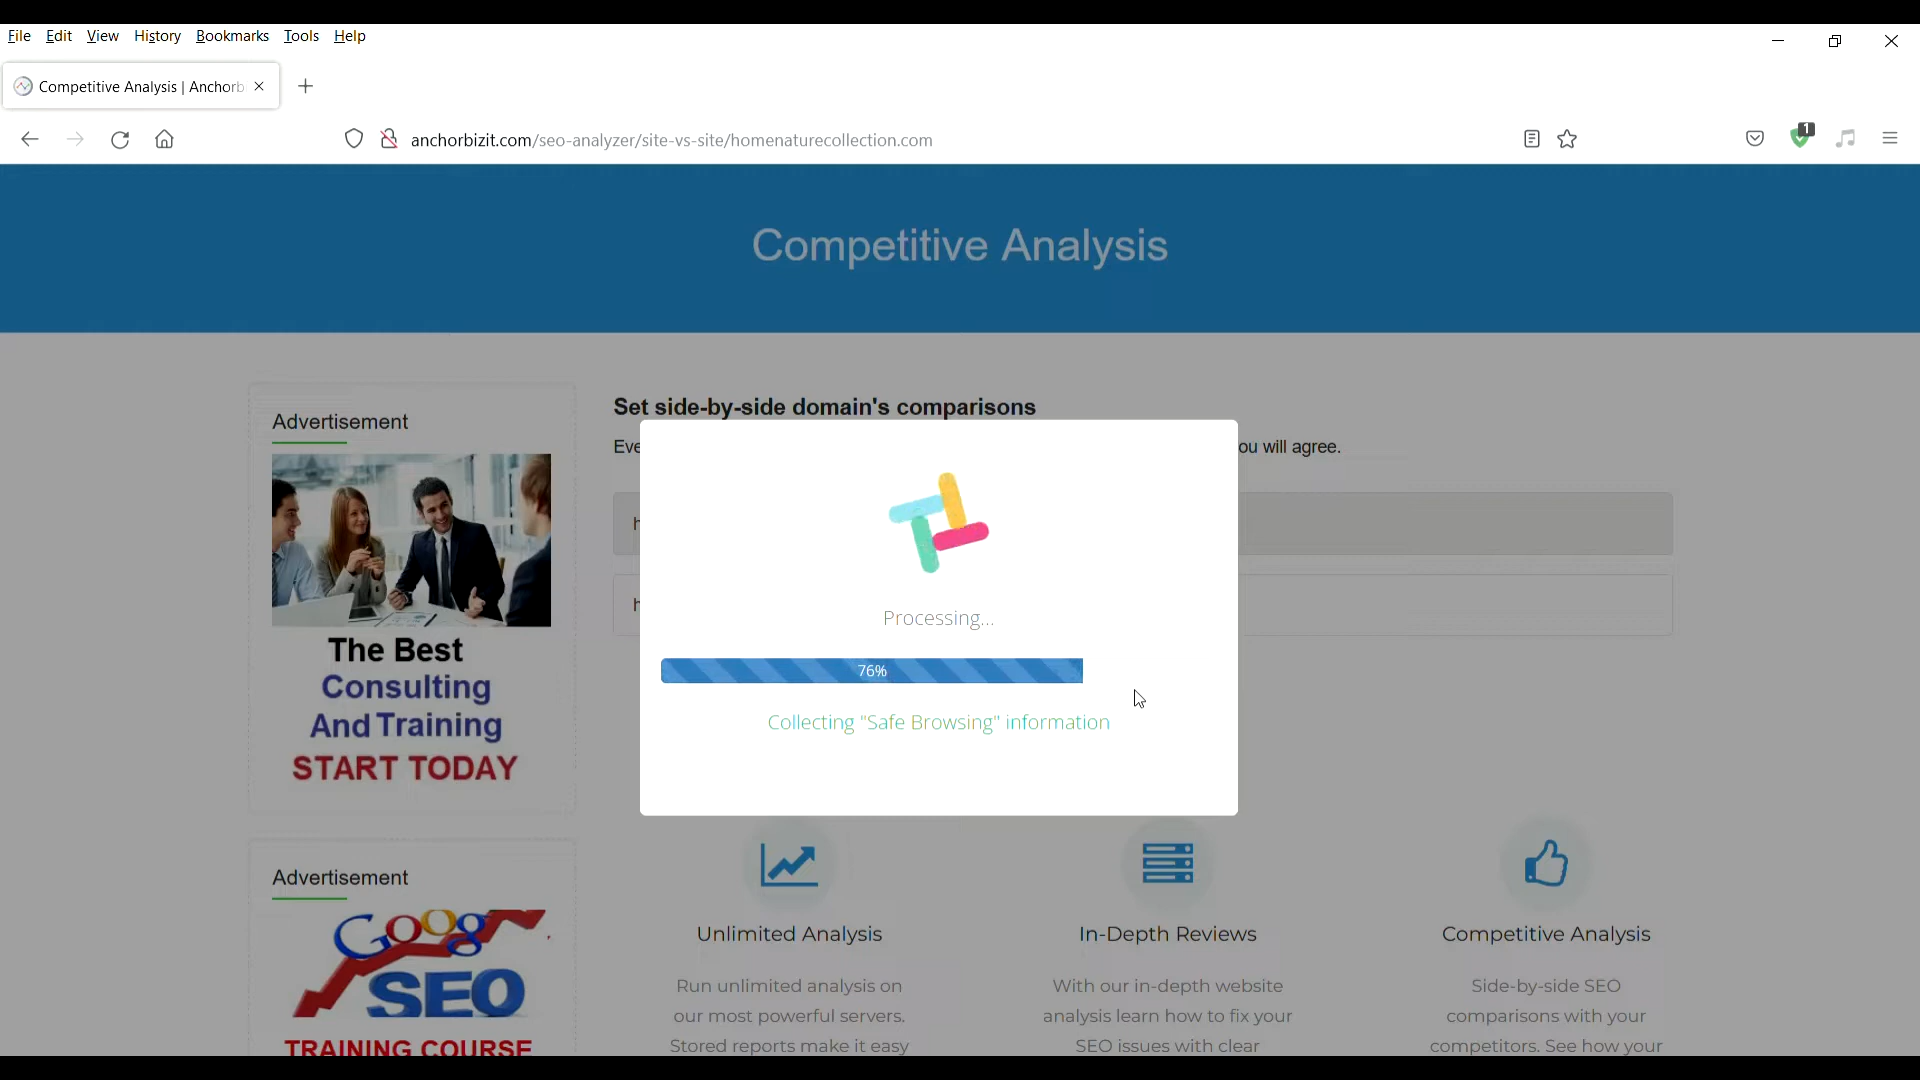 File Edit View History Bookmarks Tools Help
Competitive Analysis | Anchorb
1
anchorbizit.com/seo-analyzer/site-vs-site/homenaturecollection.com
Competitive Analysis
Advertisement
The Best
Consulting
And Training
START TODAY
Set side-by-side domain's comparisons
Eve
ou will agree.
h
h
Processing...
76%
Collecting "Safe Browsing" information
Advertisement
Goog
SEO
TRAINING COURSE
Unlimited Analysis
Run unlimited analysis on
our most powerful servers.
Stored reports make it easy
In-Depth Reviews
With our in-depth website
analysis learn how to fix your
SEO issues with clear
Competitive Analysis
Side-by-side SEO
comparisons with your
competitors. See how your